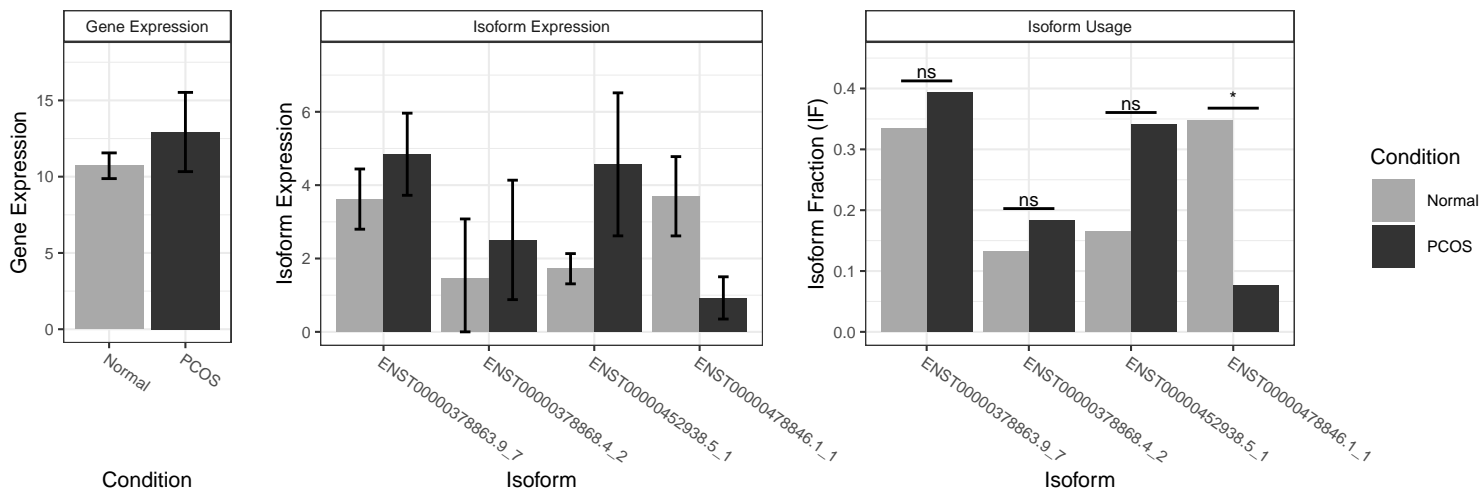 Gene Expression
Gene Expression
15
10
5
0
Normal
PCOS
Condition
Isoform Expression
Isoform Expression
6
4
2
0
ENST00000378863.9_7
ENST00000378868.4_2
ENST00000452938.5_1
ENST00000478846.1_1
Isoform
Isoform Usage
Isoform Fraction (IF)
0.4
0.3
0.2
0.1
0.0
ns
ns
ns
*
ENST00000378863.9_7
ENST00000378868.4_2
ENST00000452938.5_1
ENST00000478846.1_1
Isoform
Condition
Normal
PCOS